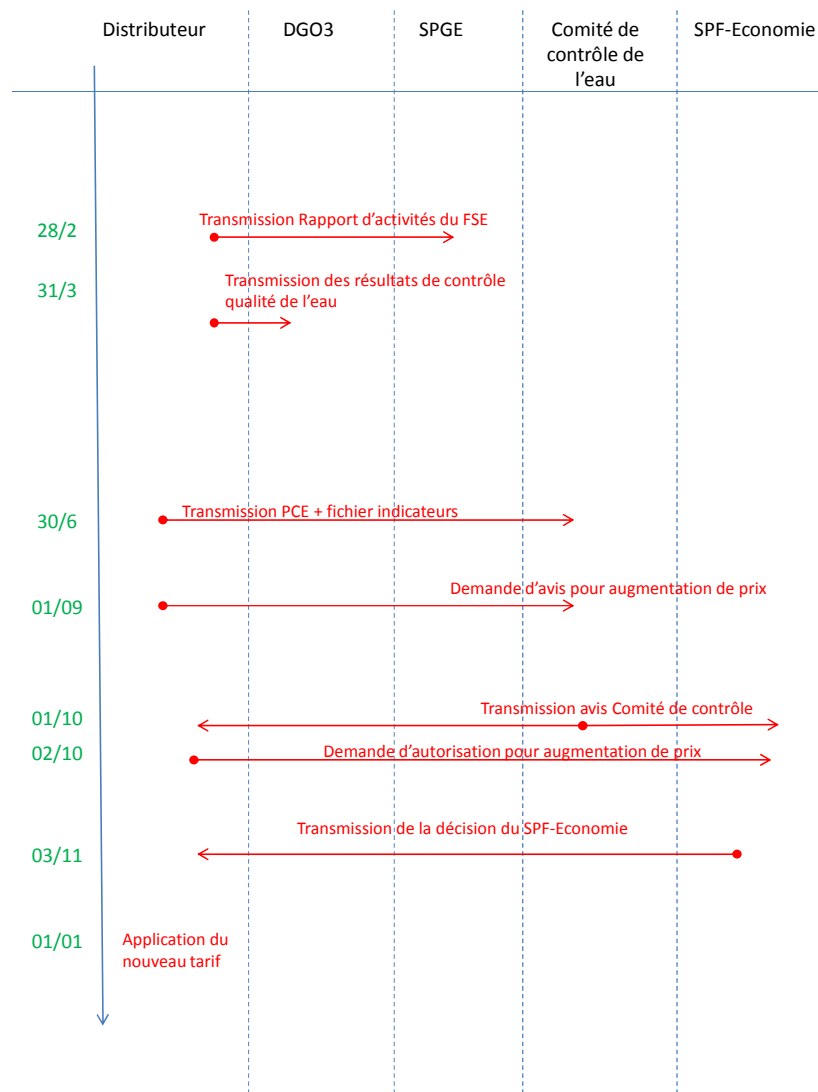 Distributeur
DGO3
SPGE
Comité de
contrôle de
l'eau
SPF-Economie
28/2
Transmission Rapport d'activités du FSE
31/3
Transmission des résultats de contrôle
qualité de l'eau
30/6
Transmission PCE + fichier indicateurs
01/09
Demande d'avis pour augmentation de prix
01/10
Transmission avis Comité de contrôle
02/10
Demande d'autorisation pour augmentation de prix
03/11
Transmission de la décision du SPF-Economie
01/01
Application du
nouveau tarif